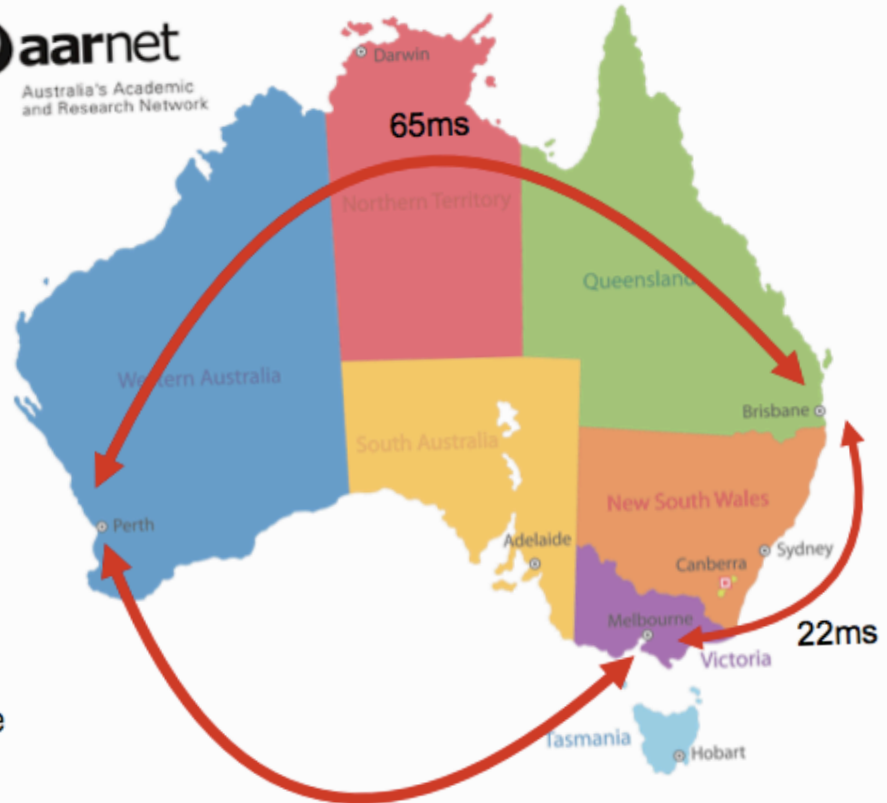 aarnet
Australia's Academic
and Research Network
Darwin
65ms
Northern Territory
Queensland
Western Australia
Brisbane
South Australia
New South Wales
Perth
Adelaide
Sydney
Canberra
Melbourne
22ms
Victoria
e
Tasmania
Hobart